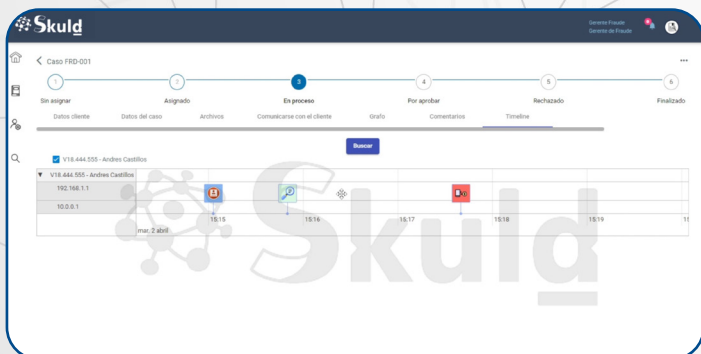 Skuld
Gerente Fraude
Gerente de Fraude
Caso FRD-001
1 2 3 4 5 6
Sin asignar Asignado En proceso Por aprobar Rechazado Finalizado
Datos cliente Datos del caso Archivos Comunicarse con el cliente Grafo Comentarios Timeline
Buscar
V18.444.555 - Andres Castillos
V18.444.555 - Andres Castillos
192.168.1.1
10.0.0.1
15:15 15:16 15:17 15:18 15:19
mar. 2 abril
Skuld